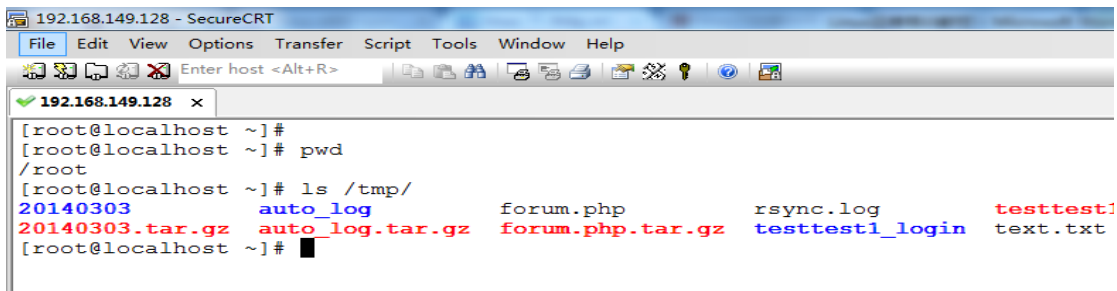 192.168.149.128 - SecureCRT
File Edit View Options Transfer Script Tools Window Help
Enter host <Alt+R>
192.168.149.128 x
[root@localhost ~]#
[root@localhost ~]# pwd
/root
[root@localhost ~]# ls /tmp/
20140303 auto_log forum.php rsync.log testtest1
20140303.tar.gz auto_log.tar.gz forum.php.tar.gz testtest1_login text.txt
[root@localhost ~]#